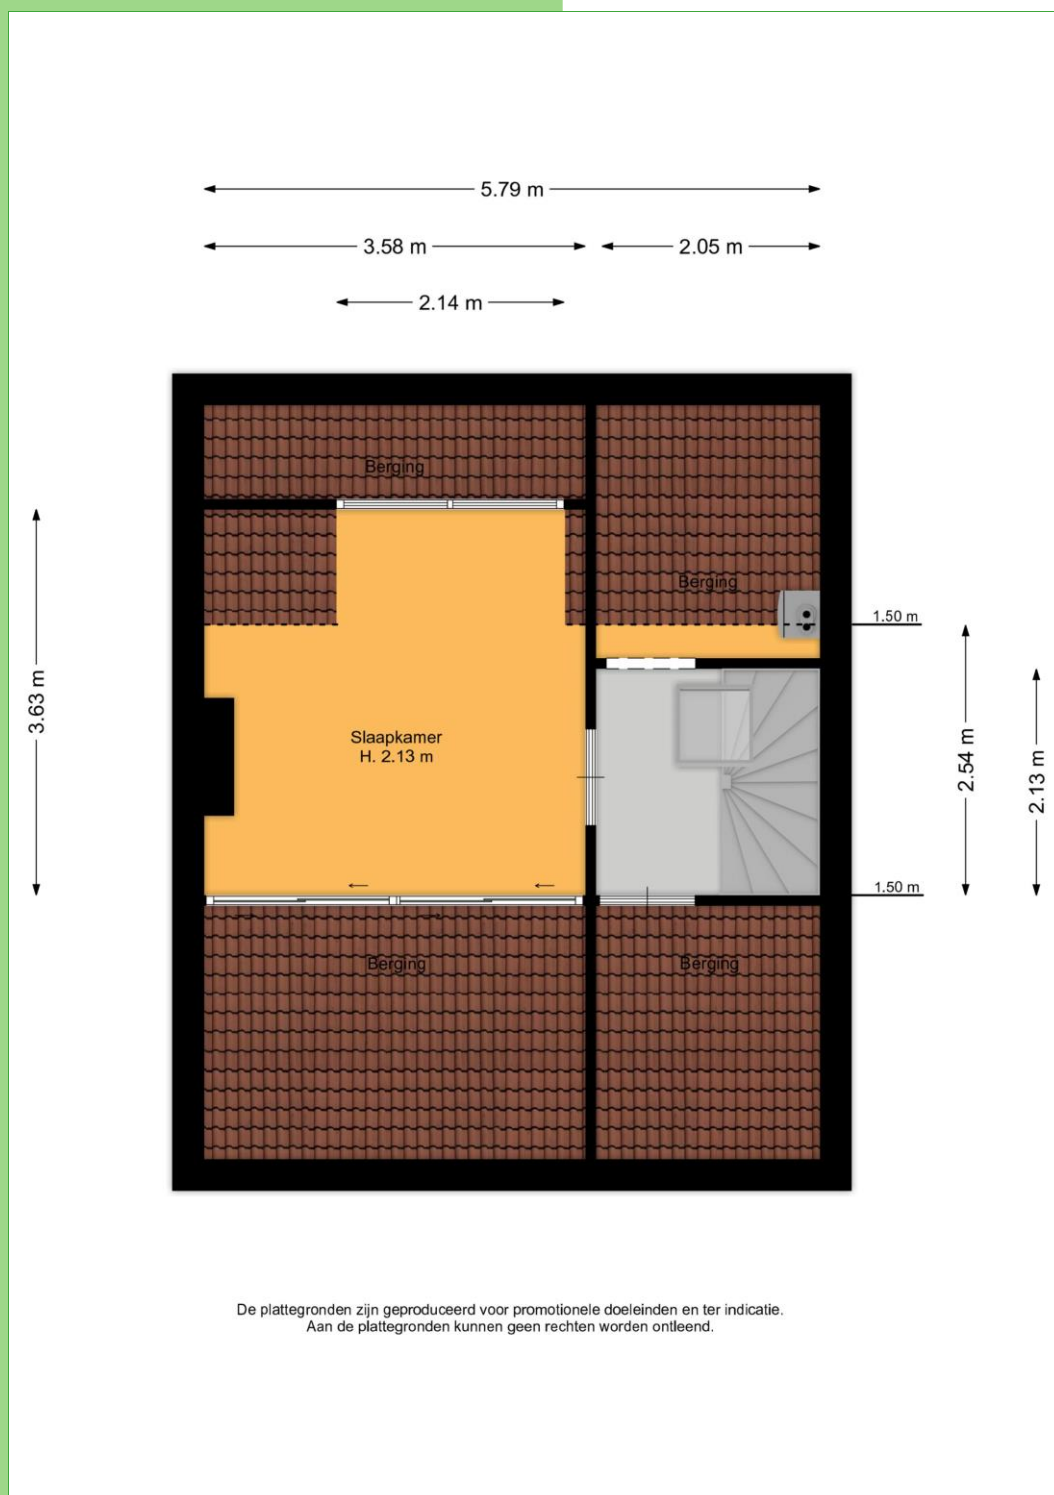 5.79 m
3.58 m
2.05 m
2.14 m
Berging
Berging
1.50 m
3.63 m
Slaapkamer
H. 2.13 m
2.54 m
2.13 m
1.50 m
Berging
Berging
De plattegronden zijn geproduceerd voor promotionele doeleinden en ter indicatie.
Aan de plattegronden kunnen geen rechten worden ontleend.